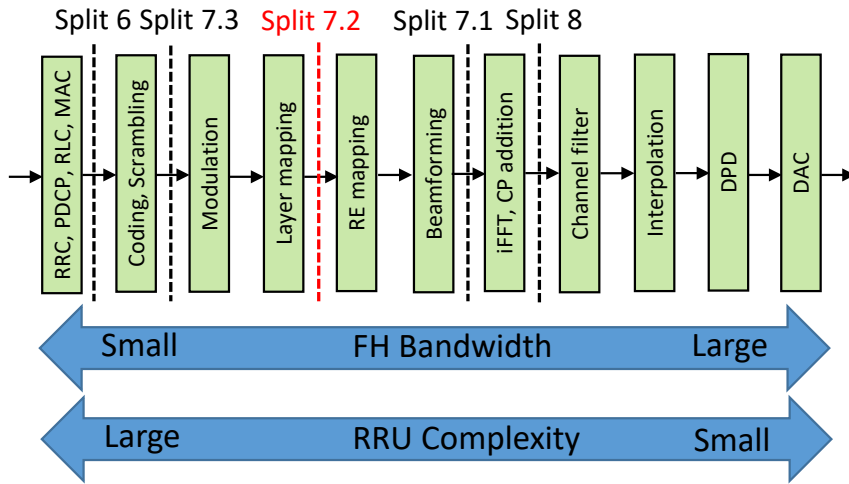 Split 6 Split 7.3 Split 7.2 Split 7.1 Split 8
RRC, PDCP, RLC, MAC
Coding, Scrambling
Modulation
Layer mapping
RE mapping
Beamforming
iFFT, CP addition
Channel filter
Interpolation
DPD
DAC
Small FH Bandwidth Large
Large RRU Complexity Small